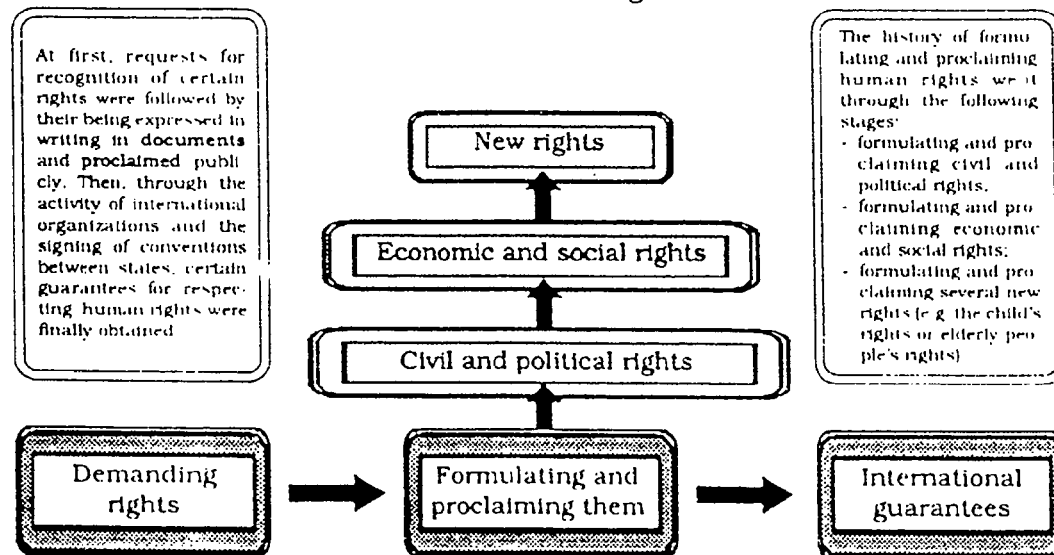 At first, requests for
recognition of certain
rights were followed by
their being expressed in
writing in documents
and proclaimed publi
cly. Then, through the
activity of international
organizations and the
signing of conventions
between states, certain
guarantees for respec-
ting human rights were
finally obtained
New rights
Economic and social rights
Civil and political rights
The history of formu
lating and proclaiming
human rights
through the following
stages:
- formulating and pro
claiming civil and
political rights,
- formulating and pro
claiming economic
and social rights;
- formulating and pro
claiming several new
rights (e.g. the child's
rights or elderly peo
ple's rights)
Demanding
rights
Formulating and
proclaiming them
International
guarantees